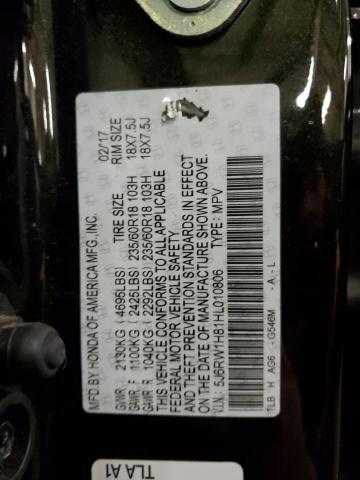 MFD.BY HONDA OF AMERICA MFG.,INC. 02/17
TIRE SIZE RIM SIZE
GVWR 2130KG (4695LBS)
GAWR F 1100KG (2425LBS) 235/60R18 103H 18X7.5J
GAWR R 1040KG (2292LBS) 235/60R18 103H 18X7.5J
THIS VEHICLE CONFORMS TO ALL APPLICABLE
FEDERAL MOTOR VEHICLE SAFETY
AND THEFT PREVENTION STANDARDS IN EFFECT
ON THE DATE OF MANUFACTURE SHOWN ABOVE.
V.I.N.: 5J6RW1H81HL010806 TYPE: MPV
TLB H AG6 - G546M - A - L
TLA A1